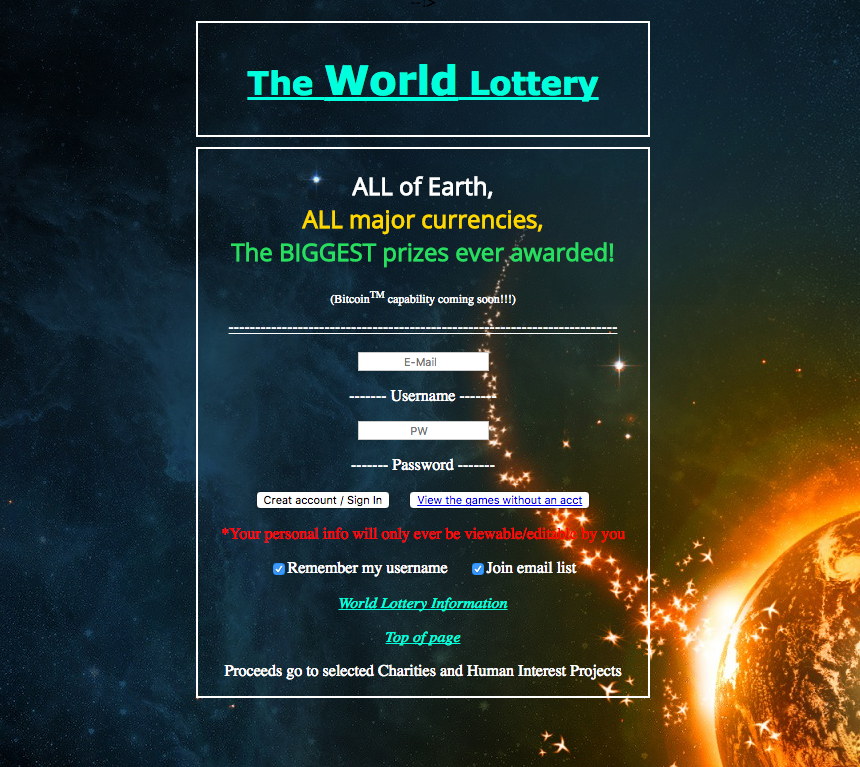 -->
The World Lottery
ALL of Earth,
ALL major currencies,
The BIGGEST prizes ever awarded!
(Bitcoin™ capability coming soon!!!)
-------------------------------------------------------------------------
E-Mail
------- Username -------
PW
------- Password -------
Creat account / Sign In View the games without an acct
*Your personal info will only ever be viewable/editable by you
Remember my username Join email list
World Lottery Information
Top of page
Proceeds go to selected Charities and Human Interest Projects